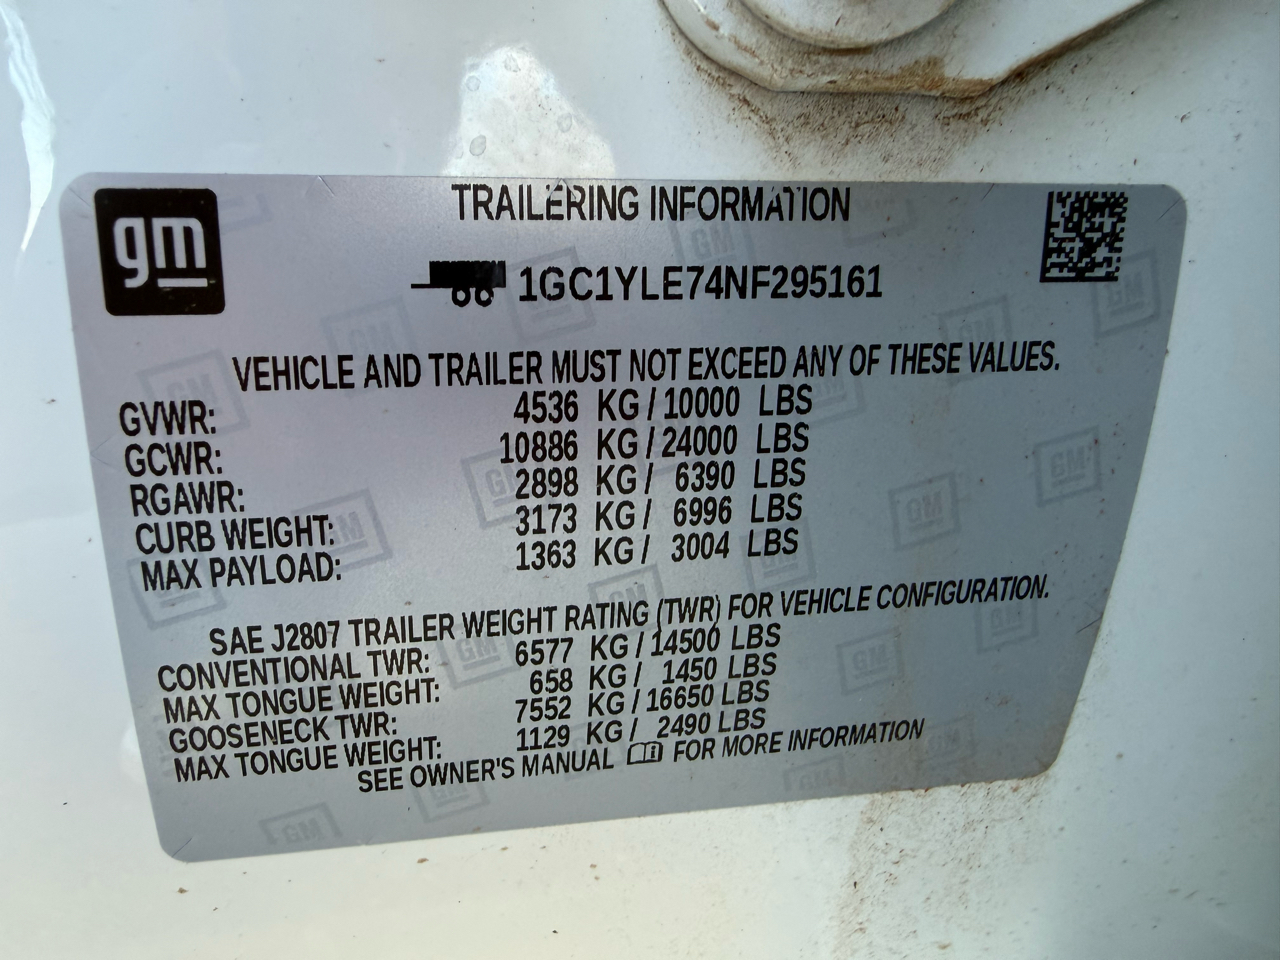 gm
TRAILERING INFORMATION
1GC1YLE74NF295161
VEHICLE AND TRAILER MUST NOT EXCEED ANY OF THESE VALUES.
GVWR: 4536 KG / 10000 LBS
GCWR: 10886 KG / 24000 LBS
RGAWR: 2898 KG / 6390 LBS
CURB WEIGHT: 3173 KG / 6996 LBS
MAX PAYLOAD: 1363 KG / 3004 LBS
SAE J2807 TRAILER WEIGHT RATING (TWR) FOR VEHICLE CONFIGURATION.
CONVENTIONAL TWR: 6577 KG / 14500 LBS
MAX TONGUE WEIGHT: 658 KG / 1450 LBS
GOOSENECK TWR: 7552 KG / 16650 LBS
MAX TONGUE WEIGHT: 1129 KG / 2490 LBS
SEE OWNER'S MANUAL FOR MORE INFORMATION